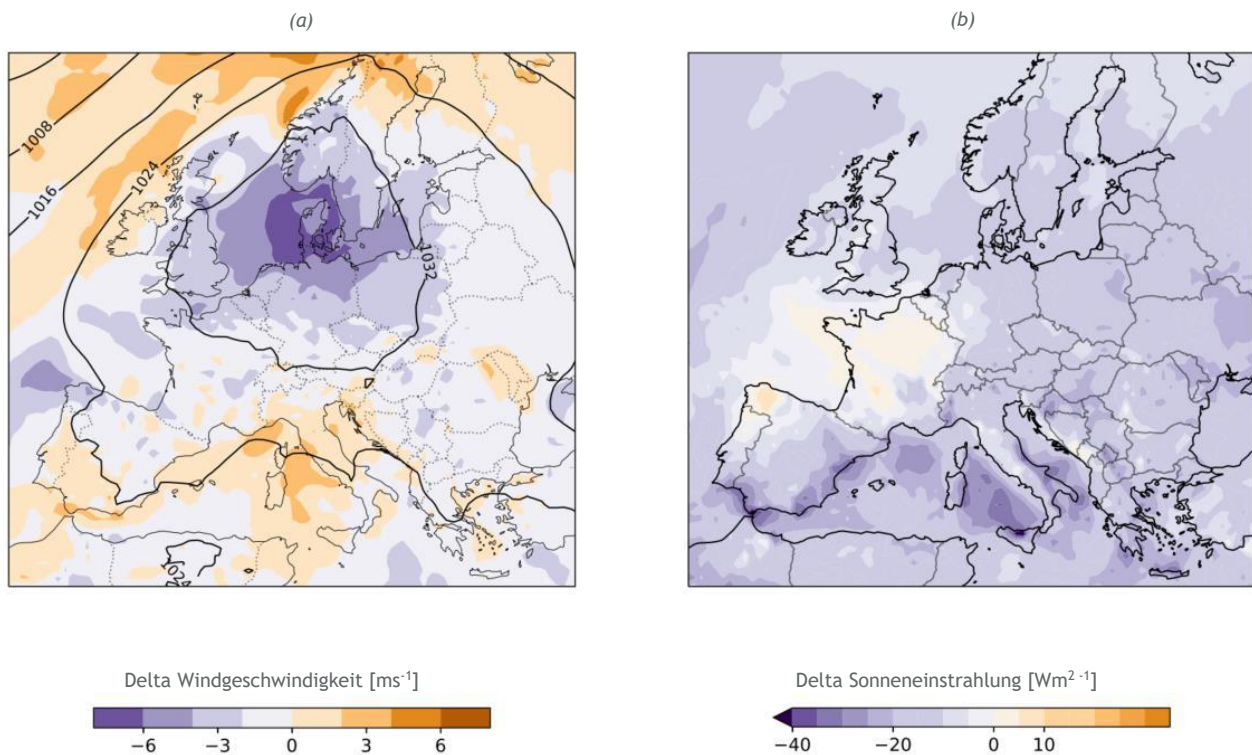 (a)
(b)
1008
1016
1024
1032
102
Delta Windgeschwindigkeit [ms⁻¹]
−6 −3 0 3 6
Delta Sonneneinstrahlung [Wm² ⁻¹]
−40 −20 0 10